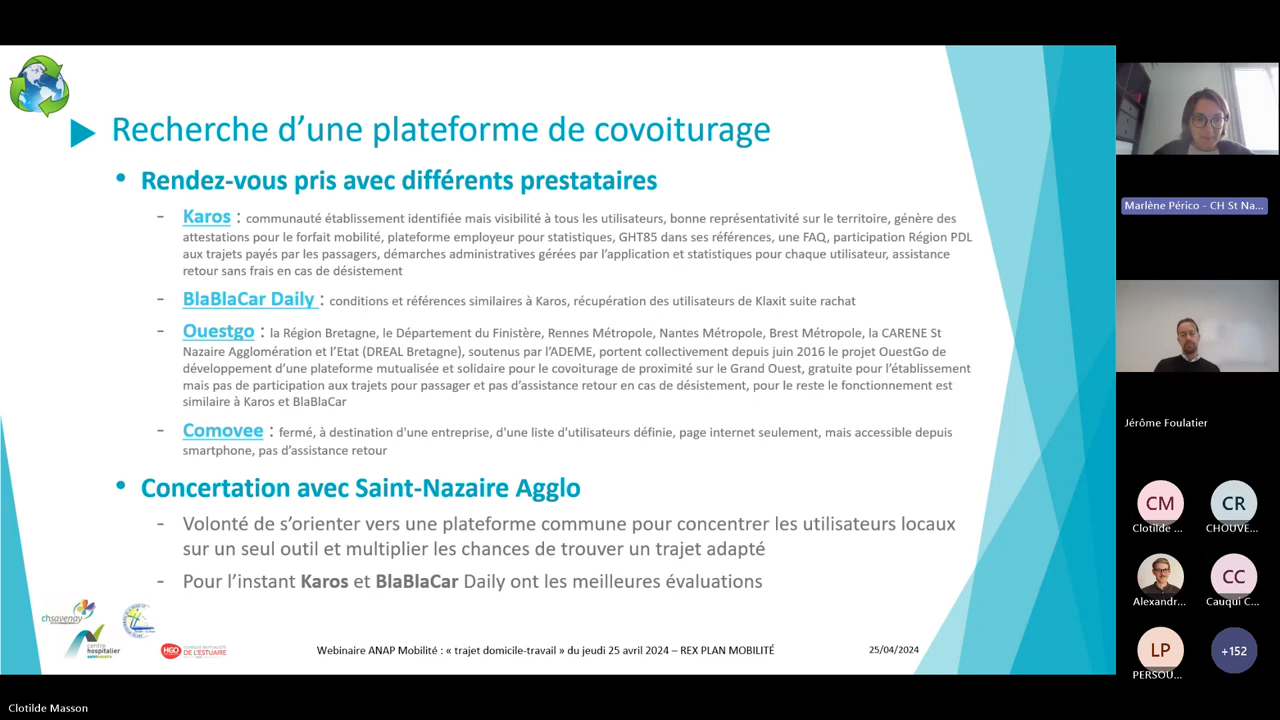 Recherche d’une plateforme de covoiturage
• Rendez-vous pris avec différents prestataires
- Karos : communauté établissement identifiée mais visibilité à tous les utilisateurs, bonne représentativité sur le territoire, génère des
attestations pour le forfait mobilité, plateforme employeur pour statistiques, GHT85 dans ses références, une FAQ, participation Région PDL
aux trajets payés par les passagers, démarches administratives gérées par l’application et statistiques pour chaque utilisateur, assistance
retour sans frais en cas de désistement
- BlaBlaCar Daily : conditions et références similaires à Karos, récupération des utilisateurs de Klaxit suite rachat
- Ouestgo : la Région Bretagne, le Département du Finistère, Rennes Métropole, Nantes Métropole, Brest Métropole, la CARENE St
Nazaire Agglomération et l’Etat (DREAL Bretagne), soutenus par l’ADEME, portent collectivement depuis juin 2016 le projet OuestGo de
développement d’une plateforme mutualisée et solidaire pour le covoiturage de proximité sur le Grand Ouest, gratuite pour l’établissement
mais pas de participation aux trajets pour passager et pas d’assistance retour en cas de désistement, pour le reste le fonctionnement est
similaire à Karos et BlaBlaCar
- Comovee : fermé, à destination d'une entreprise, d'une liste d'utilisateurs définie, page internet seulement, mais accessible depuis
smartphone, pas d’assistance retour
• Concertation avec Saint-Nazaire Agglo
- Volonté de s’orienter vers une plateforme commune pour concentrer les utilisateurs locaux
sur un seul outil et multiplier les chances de trouver un trajet adapté
- Pour l’instant Karos et BlaBlaCar Daily ont les meilleures évaluations
chsavenay
centre
hospitalier
saintnazaire
HGO
CLINIQUE MUTUALISTE
DE L'ESTUAIRE
Webinaire ANAP Mobilité : « trajet domicile-travail » du jeudi 25 avril 2024 – REX PLAN MOBILITÉ
25/04/2024
Marlène Périco - CH St Na...
Jérôme Foulatier
CM
CR
Clotilde ...
CHOUVE...
CC
Alexandr...
Cauqui C...
LP
+152
PERSOU...
Clotilde Masson